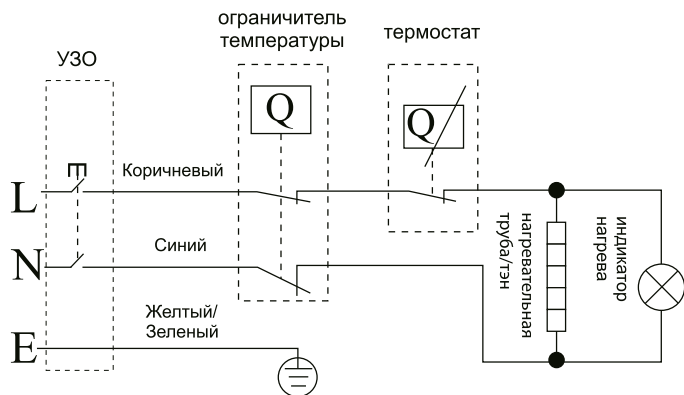 ограничитель
температуры
термостат
УЗО
Q
Q
L
Коричневый
N
Синий
Желтый/
Зеленый
E
нагревательная
труба/тэн
индикатор
нагрева